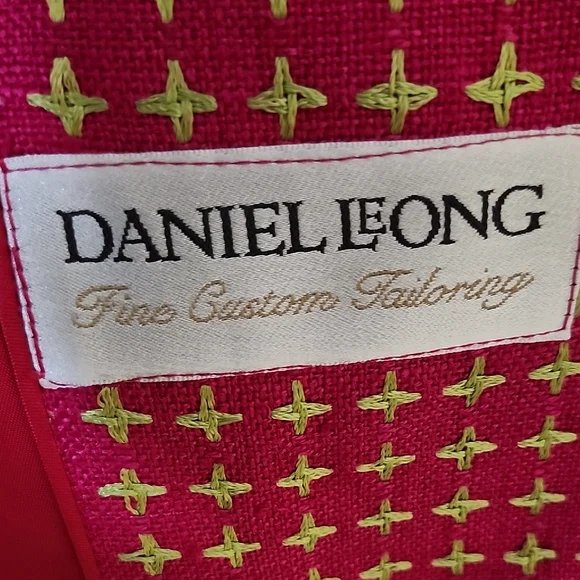 DANIEL LEONG
Fine Custom Tailoring